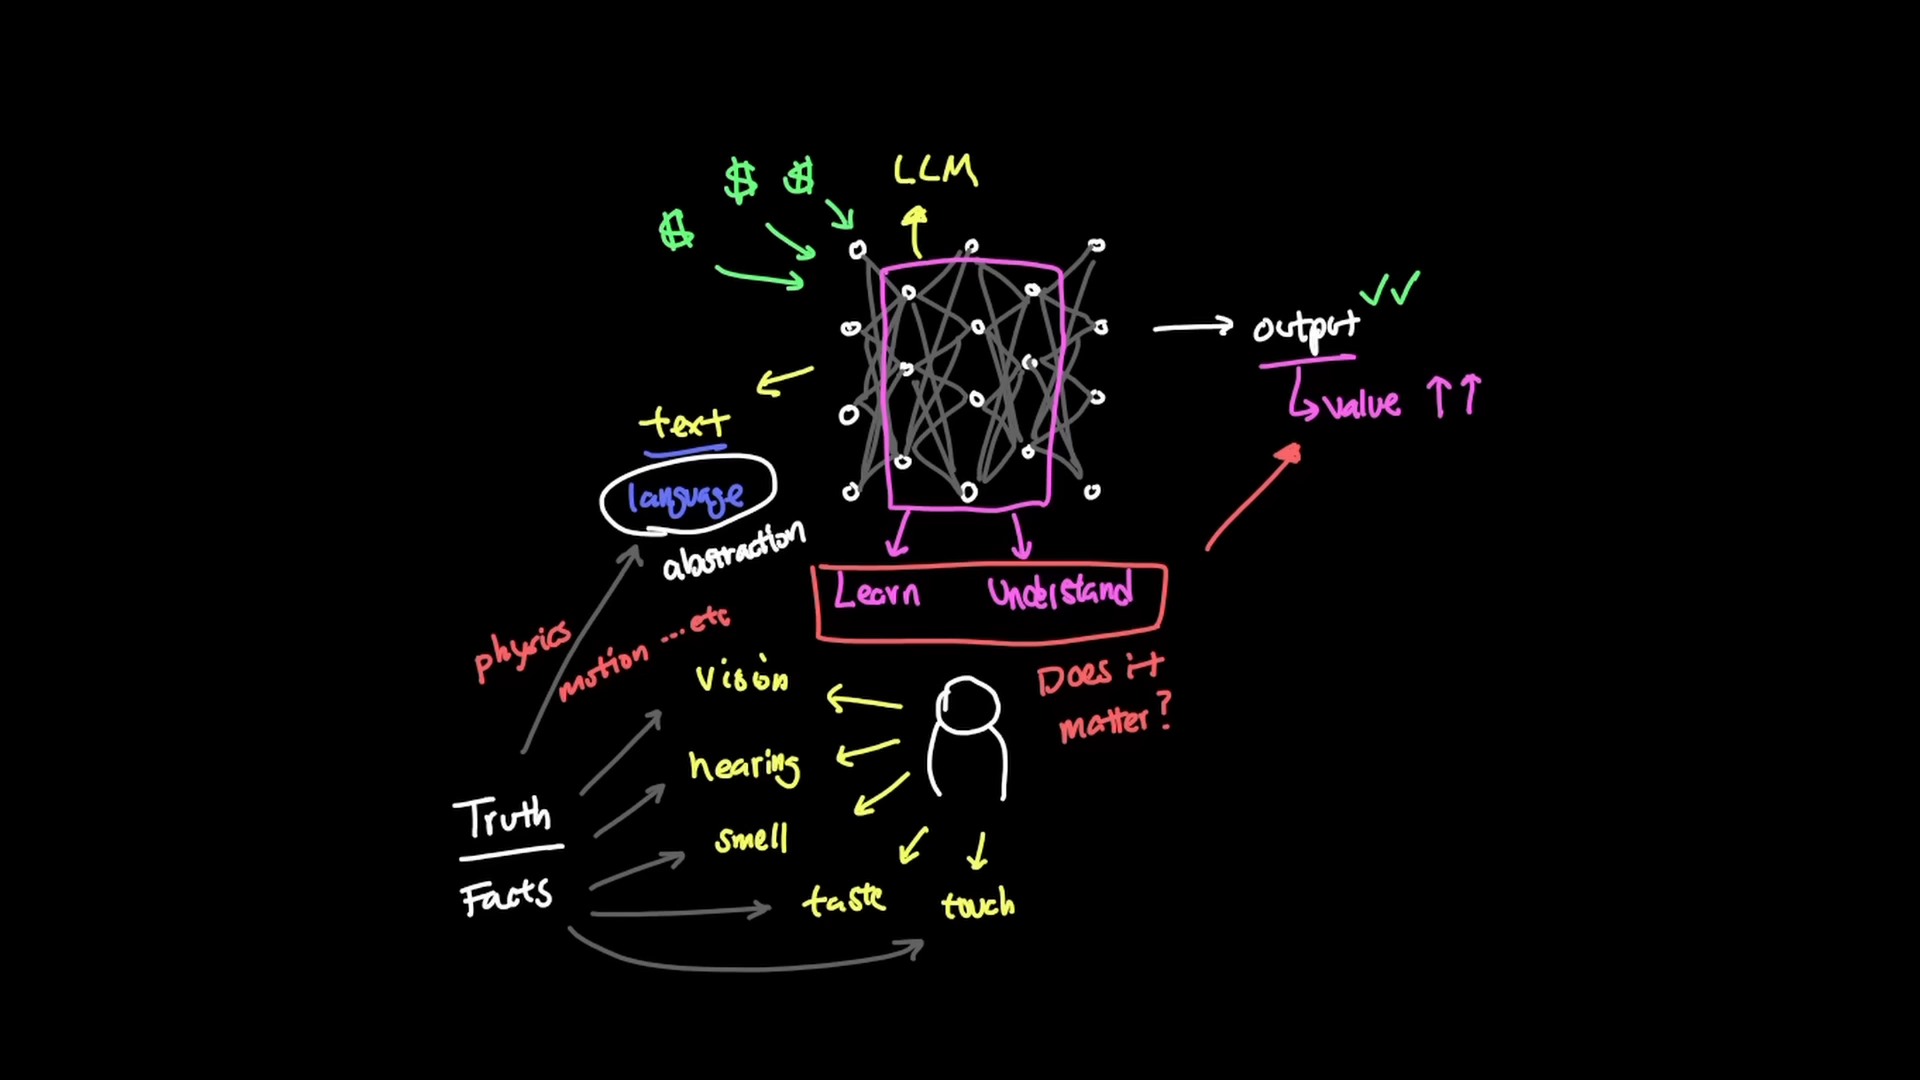 $ $
$
LLM
output
value ↑↑
text
language
abstraction
Learn Understand
physics
motion ...etc
Does it
matter?
vision
hearing
smell
taste
touch
Truth
Facts